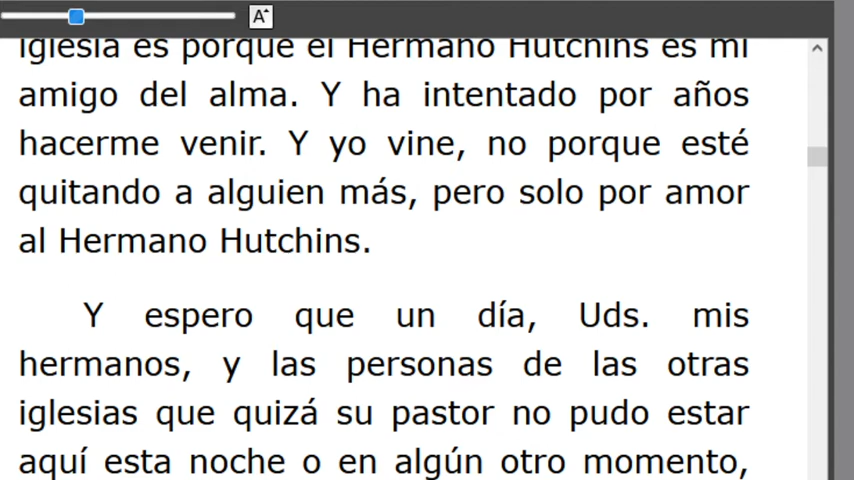 A
iglesia es porque el Hermano Hutchins es mi
amigo del alma. Y ha intentado por años
hacerme venir. Y yo vine, no porque esté
quitando a alguien más, pero solo por amor
al Hermano Hutchins.
Y espero que un día, Uds. mis
hermanos, y las personas de las otras
iglesias que quizá su pastor no pudo estar
aquí esta noche o en algún otro momento,